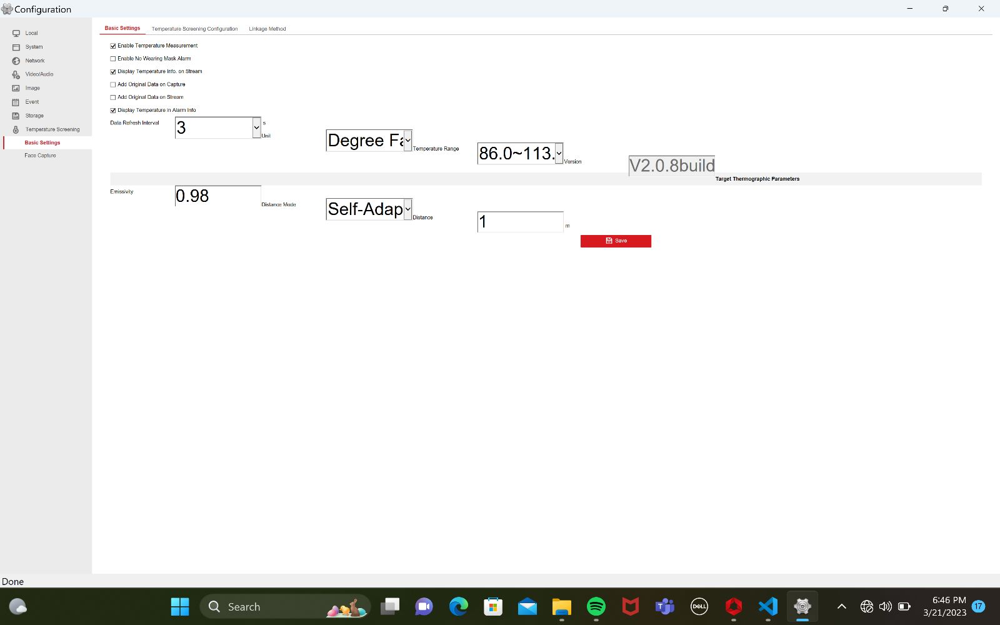 Configuration
Local
System
Network
Video/Audio
Image
Event
Storage
Temperature Screening
Basic Settings
Face Capture
Basic Settings Temperature Screening Configuration Linkage Method
Enable Temperature Measurement
Enable No Wearing Mask Alarm
Display Temperature Info. on Stream
Add Original Data on Capture
Add Original Data on Stream
Display Temperature in Alarm Info
Data Refresh Interval 3 s
Unit Degree Fa
Temperature Range 86.0~113.
Version V2.0.8build
Target Thermographic Parameters
Emissivity 0.98
Distance Mode Self-Adap
Distance 1 m
Save
Done
Search
DELL
6:46 PM
3/21/2023
17